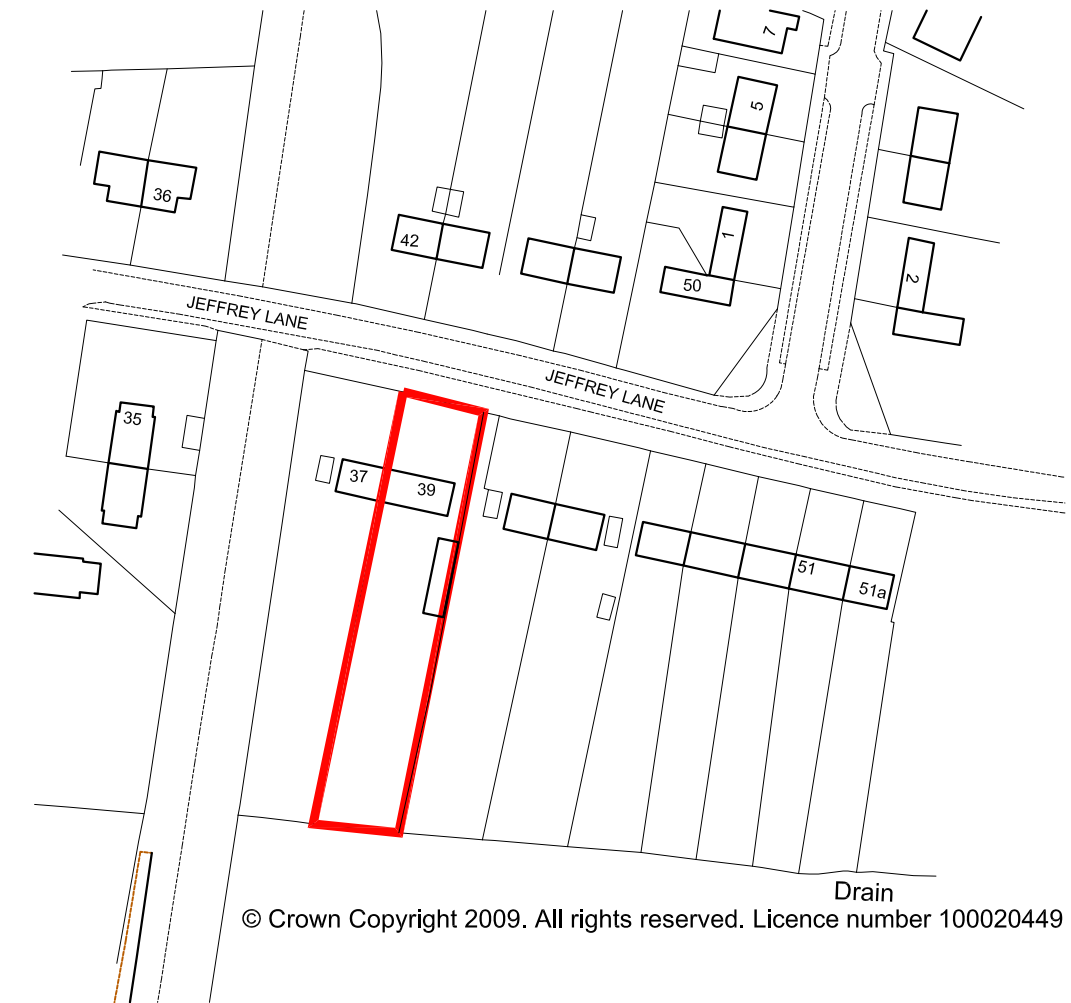 7
5
36
1
42
2
50
JEFFREY LANE
JEFFREY LANE
35
37
39
51
51a
Drain
© Crown Copyright 2009. All rights reserved. Licence number 100020449